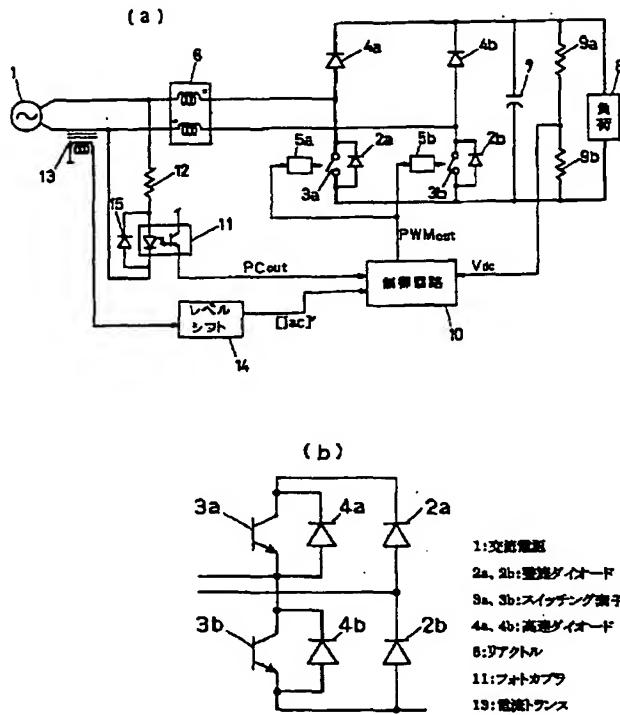 (a)
1
6
4a
4b
7
9a
8
負荷
13
12
5a
2a
5b
2b
9b
3a
3b
15
11
PWMout
PCout
Vdc
制御回路
10
レベル
シフト
14
(b)
3a
4a
2a
3b
4b
2b
1:交流電源
2a、2b:整流ダイオード
3a、3b:スイッチング素子
4a、4b:高速ダイオード
6:リアクトル
11:フォトカプラ
13:電流トランス